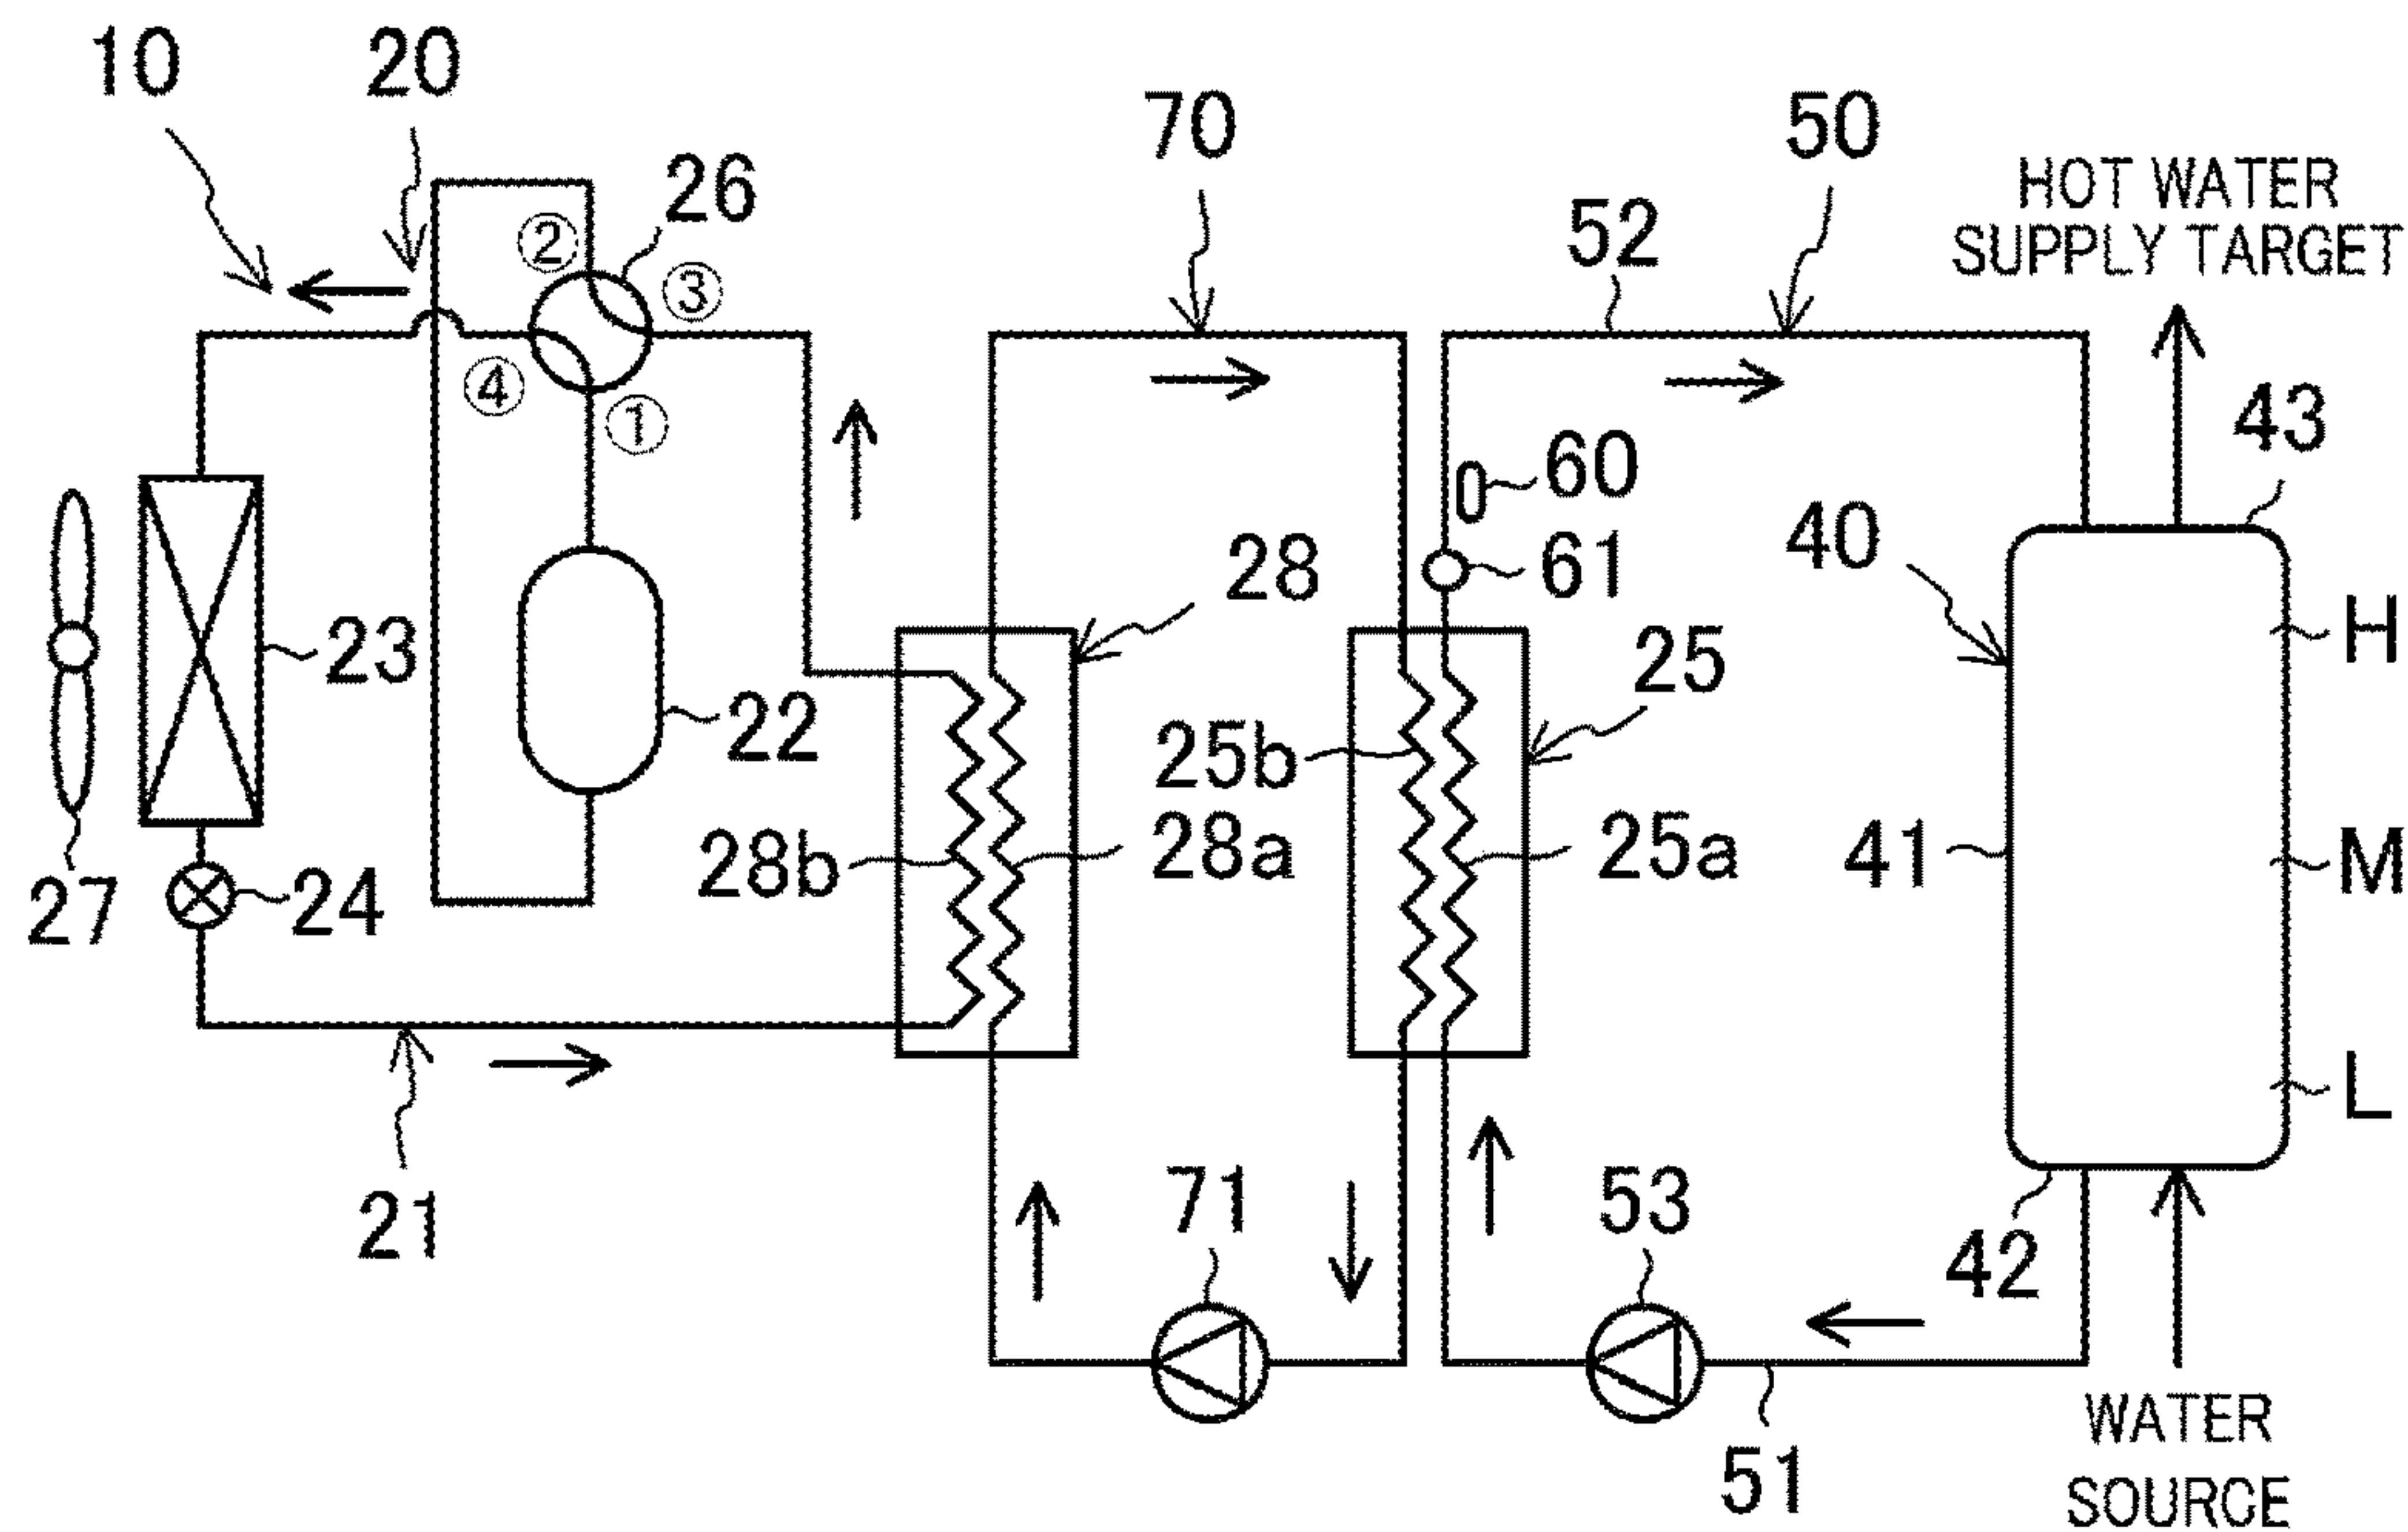 10
20
70
50
HOT WATER
SUPPLY TARGET
26
52
②
③
④
①
43
60
61
40
28
H
23
25
22
25b
28b
28a
25a
41
M
27
24
L
21
71
53
42
51
WATER
SOURCE